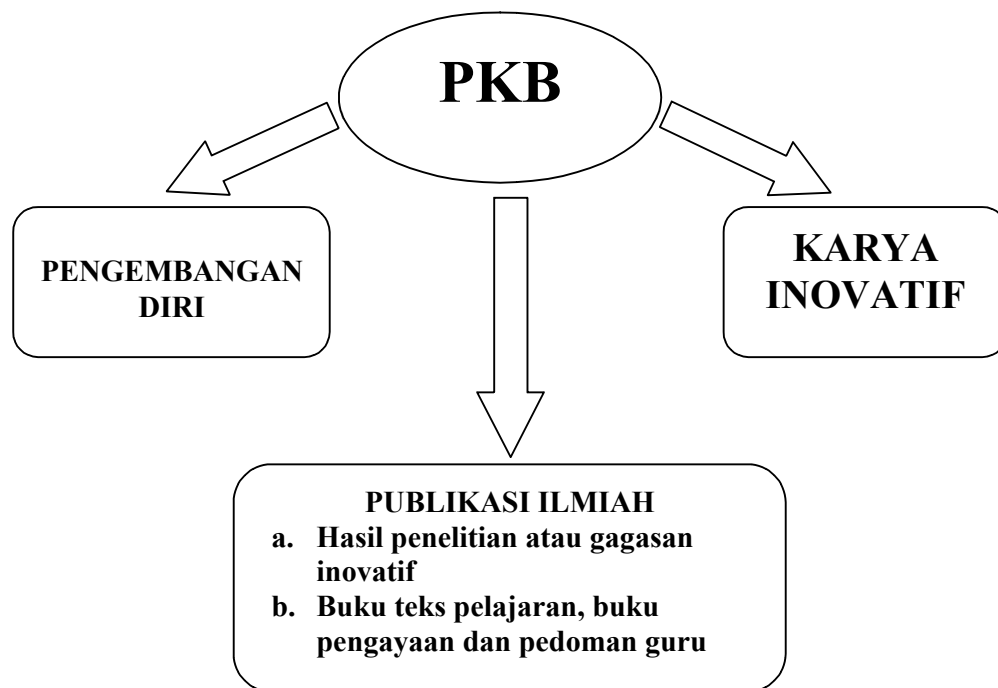 PKB
PENGEMBANGAN
DIRI
KARYA
INOVATIF
PUBLIKASI ILMIAH
a. Hasil penelitian atau gagasan
inovatif
b. Buku teks pelajaran, buku
pengayaan dan pedoman guru